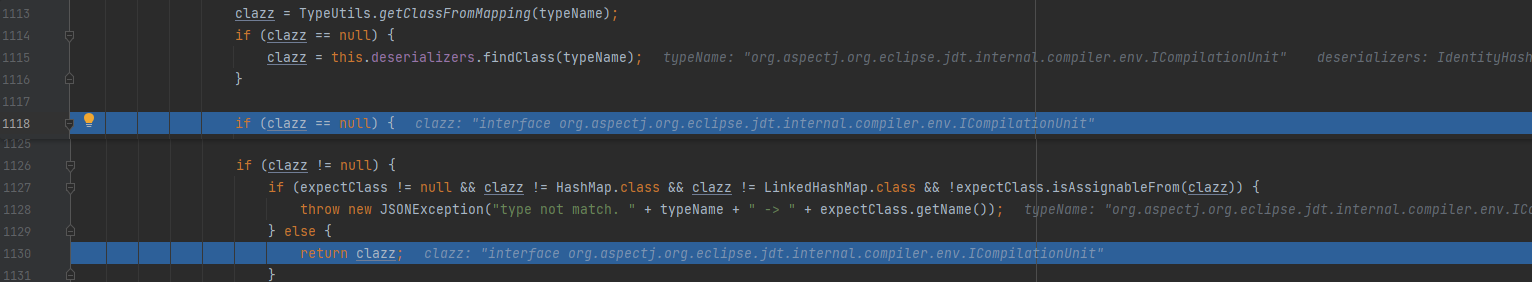 1113 clazz = TypeUtils.getClassFromMapping(typeName);
1114 if (clazz == null) {
1115 clazz = this.deserializers.findClass(typeName); typeName: "org.aspectj.org.eclipse.jdt.internal.compiler.env.ICompilationUnit" deserializers: IdentityHash
1116 }
1117
1118 if (clazz == null) { clazz: "interface org.aspectj.org.eclipse.jdt.internal.compiler.env.ICompilationUnit"
1125
1126 if (clazz != null) {
1127 if (expectClass != null && clazz != HashMap.class && clazz != LinkedHashMap.class && !expectClass.isAssignableFrom(clazz)) {
1128 throw new JSONException("type not match. " + typeName + " -> " + expectClass.getName()); typeName: "org.aspectj.org.eclipse.jdt.internal.compiler.env.ICo
1129 } else {
1130 return clazz; clazz: "interface org.aspectj.org.eclipse.jdt.internal.compiler.env.ICompilationUnit"
1131 }